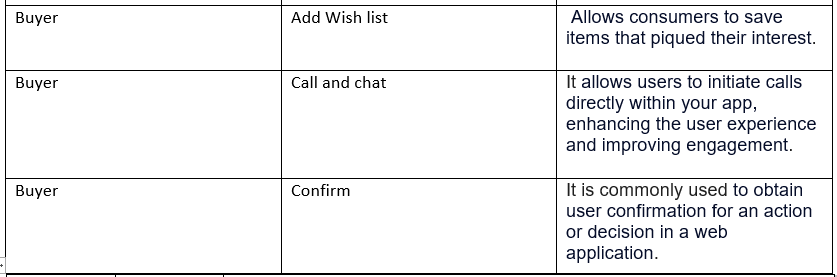 Buyer
Add Wish list
Allows consumers to save
items that piqued their interest.
Buyer
Call and chat
It allows users to initiate calls
directly within your app,
enhancing the user experience
and improving engagement.
Buyer
Confirm
It is commonly used to obtain
user confirmation for an action
or decision in a web
application.